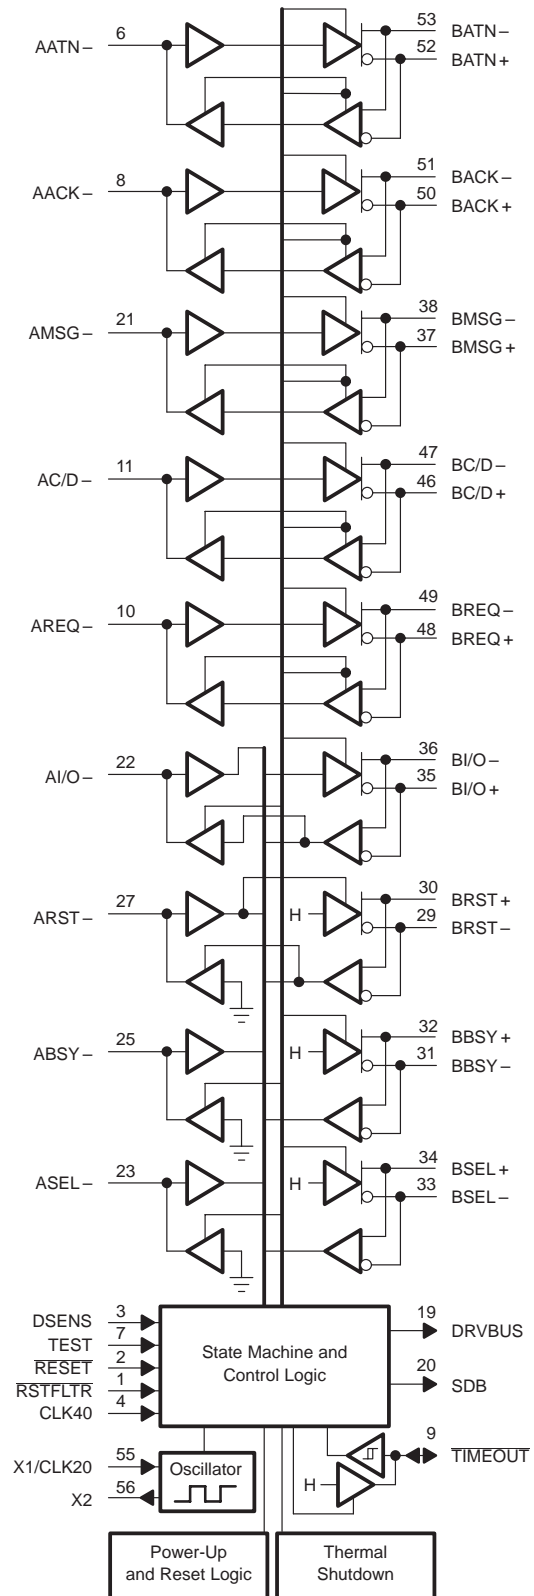 AATN–
6
53
BATN–
52
BATN+
AACK–
8
51
BACK–
50
BACK+
AMSG–
21
38
BMSG–
37
BMSG+
AC/D–
11
47
BC/D–
46
BC/D+
AREQ–
10
49
BREQ–
48
BREQ+
AI/O–
22
36
BI/O–
35
BI/O+
ARST–
27
H
30
BRST+
29
BRST–
ABSY–
25
H
32
BBSY+
31
BBSY–
ASEL–
23
H
34
BSEL+
33
BSEL–
DSENS
3
TEST
7
RESET
2
RSTFLTR
1
CLK40
4
State Machine and
Control Logic
19
DRVBUS
20
SDB
9
TIMEOUT
H
X1/CLK20
55
X2
56
Oscillator
Power-Up
and Reset Logic
Thermal
Shutdown